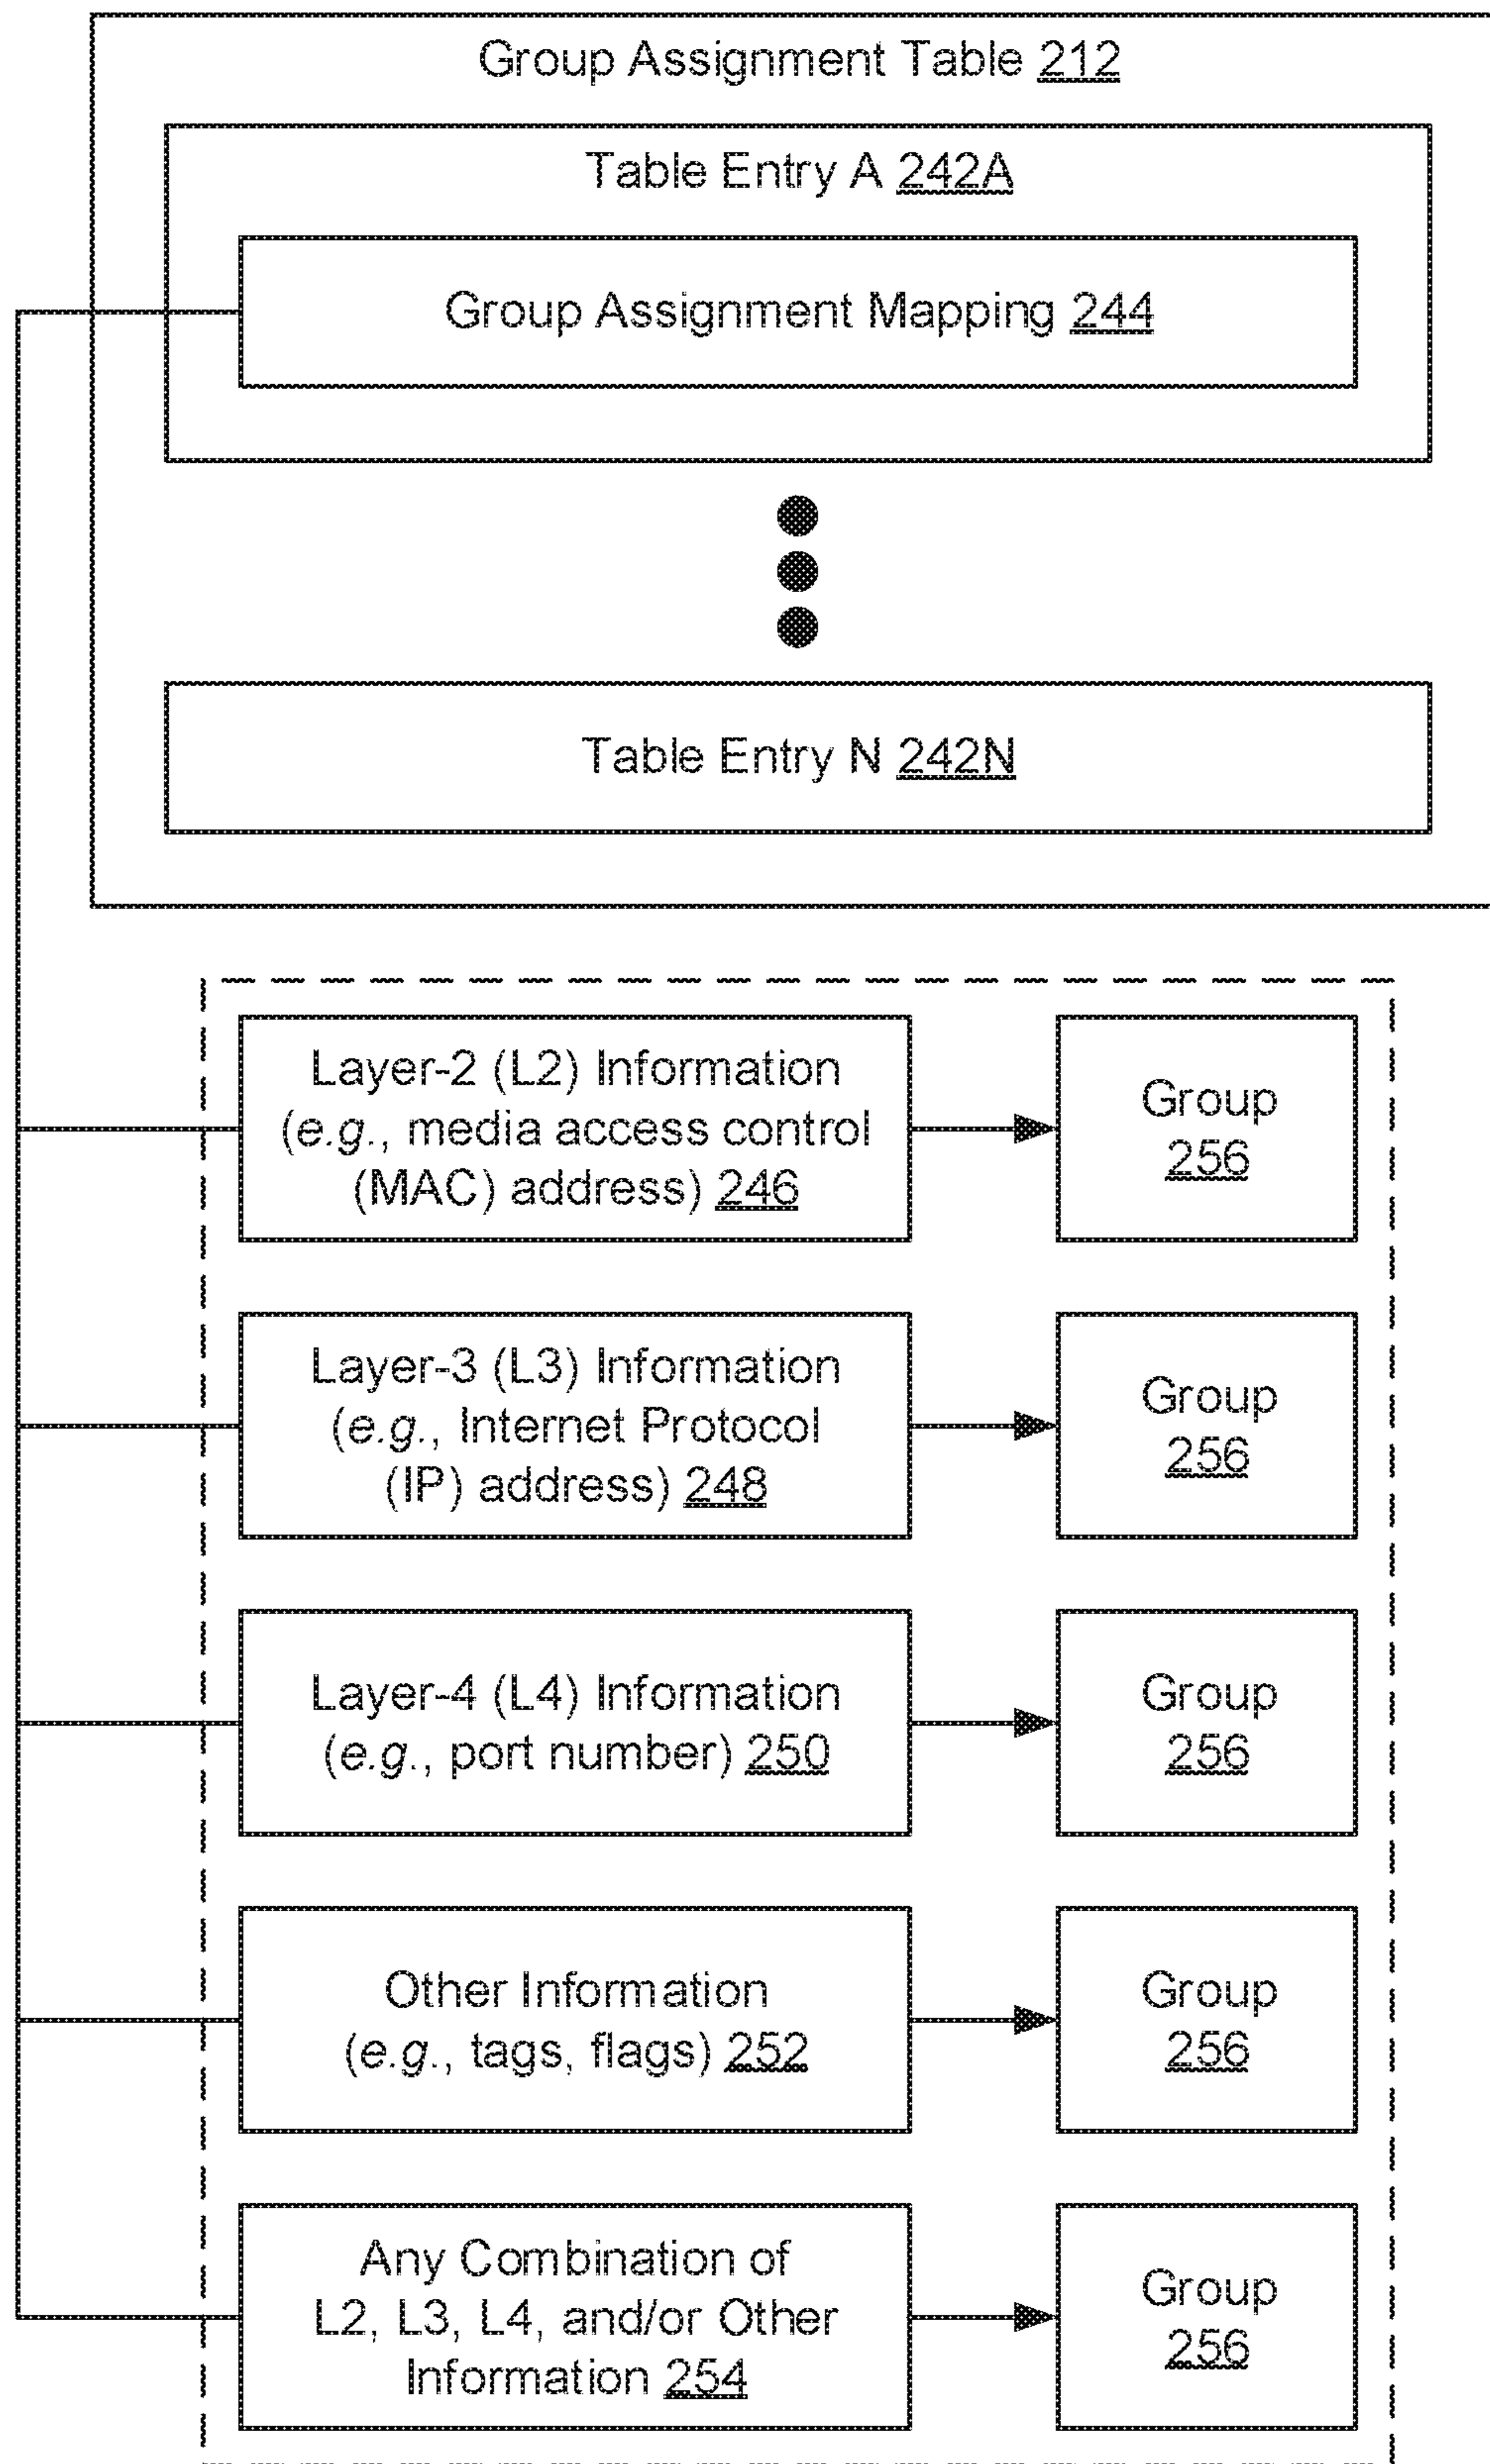 Group Assignment Table 212
Table Entry A 242A
Group Assignment Mapping 244
Table Entry N 242N
Layer-2 (L2) Information
(e.g., media access control
(MAC) address) 246
Group
256
Layer-3 (L3) Information
(e.g., Internet Protocol
(IP) address) 248
Group
256
Layer-4 (L4) Information
(e.g., port number) 250
Group
256
Other Information
(e.g., tags, flags) 252
Group
256
Any Combination of
L2, L3, L4, and/or Other
Information 254
Group
256